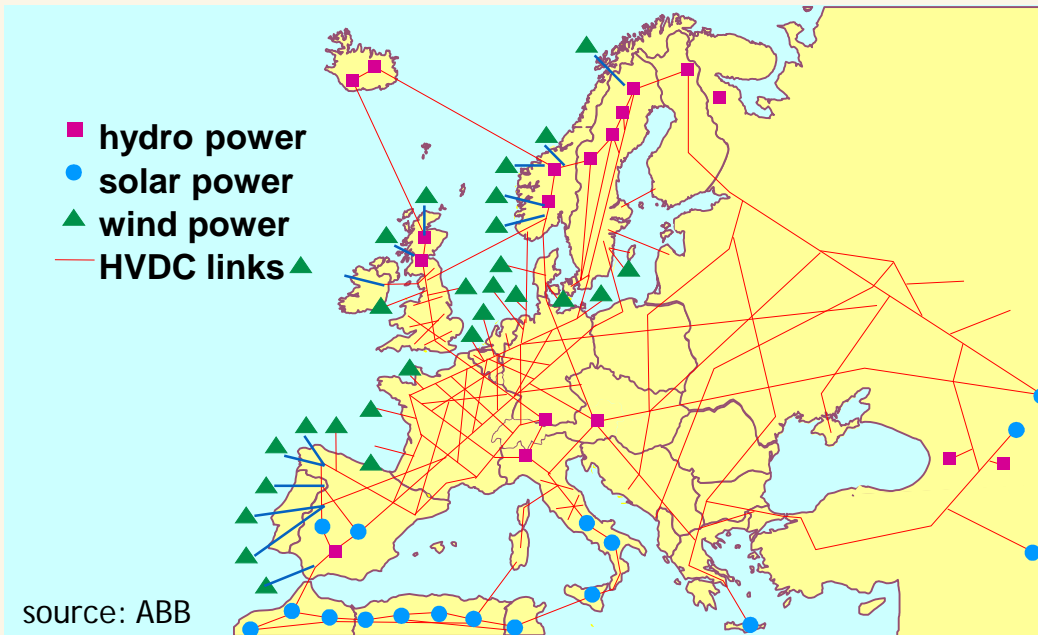 hydro power
solar power
wind power
HVDC links
source: ABB